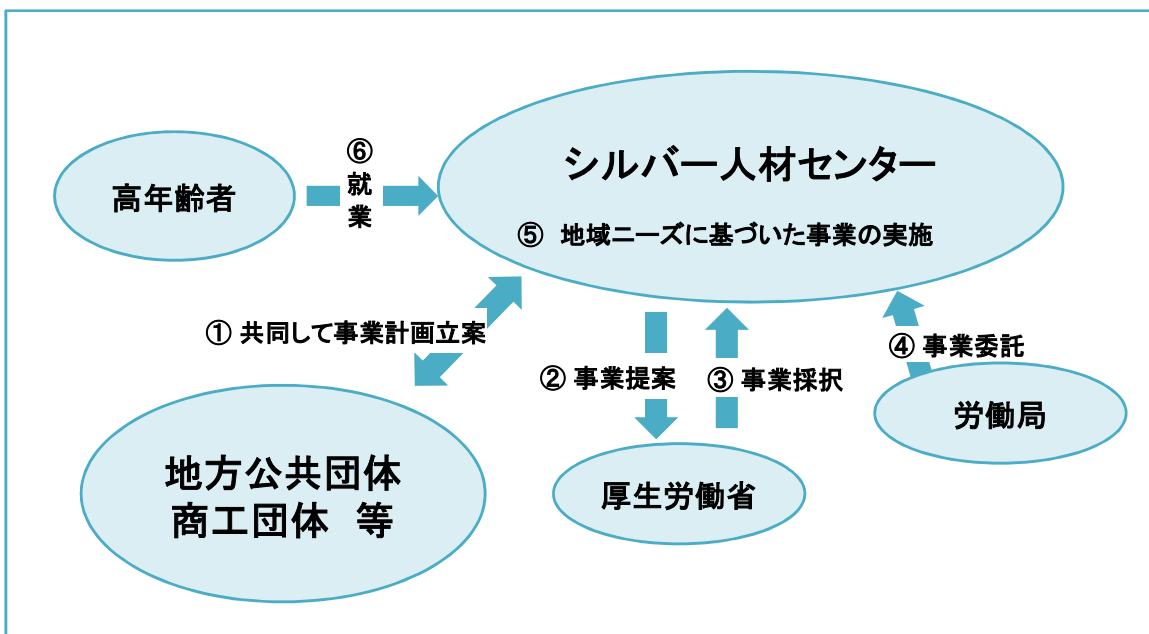 シルバー人材センター
高年齢者
⑥
就
業
⑤ 地域ニーズに基づいた事業の実施
① 共同して事業計画立案
② 事業提案
③ 事業採択
④ 事業委託
労働局
地方公共団体
商工団体 等
厚生労働省